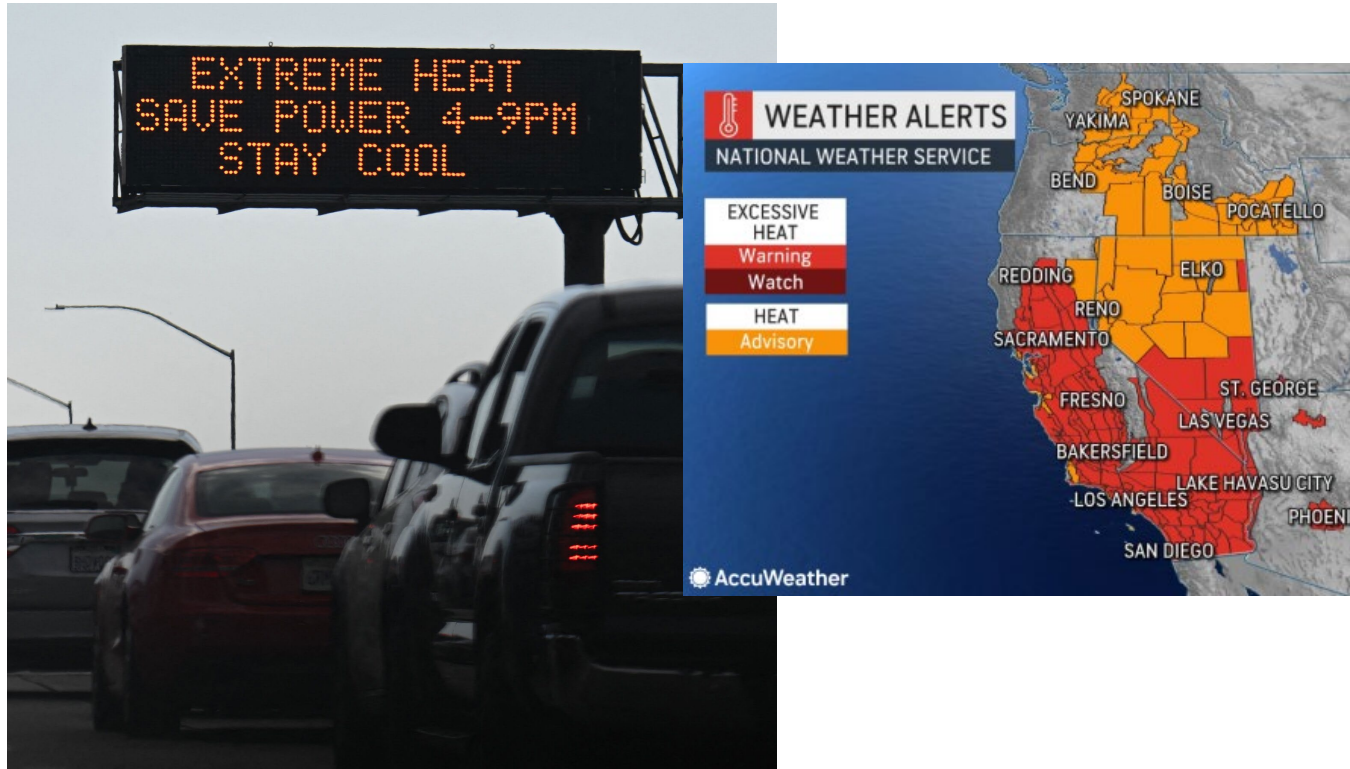 EXTREME HEAT
SAVE POWER 4-9PM
STAY COOL
WEATHER ALERTS
NATIONAL WEATHER SERVICE
EXCESSIVE
HEAT
Warning
Watch
HEAT
Advisory
SPOKANE
YAKIMA
BEND
BOISE
POCATELLO
REDDING
ELKO
RENO
SACRAMENTO
ST. GEORGE
FRESNO
LAS VEGAS
BAKERSFIELD
LAKE HAVASU CITY
LOS ANGELES
PHOENI
SAN DIEGO
AccuWeather